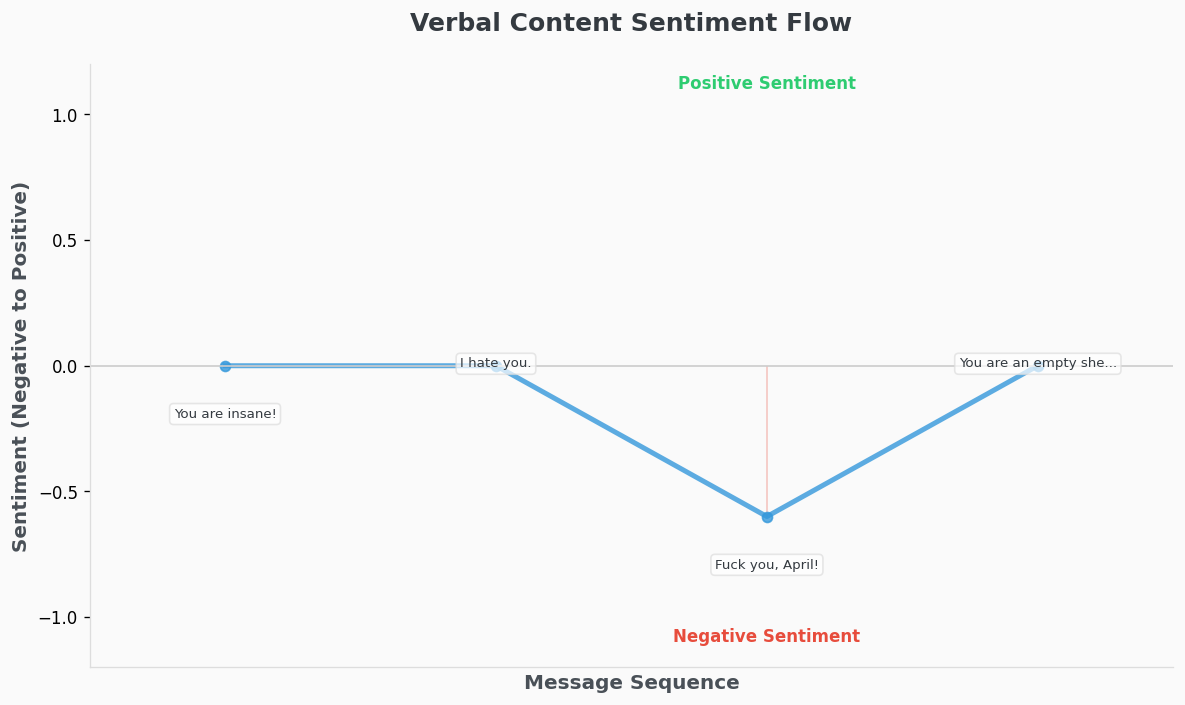 Verbal Content Sentiment Flow
Positive Sentiment
1.0
0.5
0.0
−0.5
−1.0
Sentiment (Negative to Positive)
You are insane!
I hate you.
Fuck you, April!
You are an empty she...
Negative Sentiment
Message Sequence